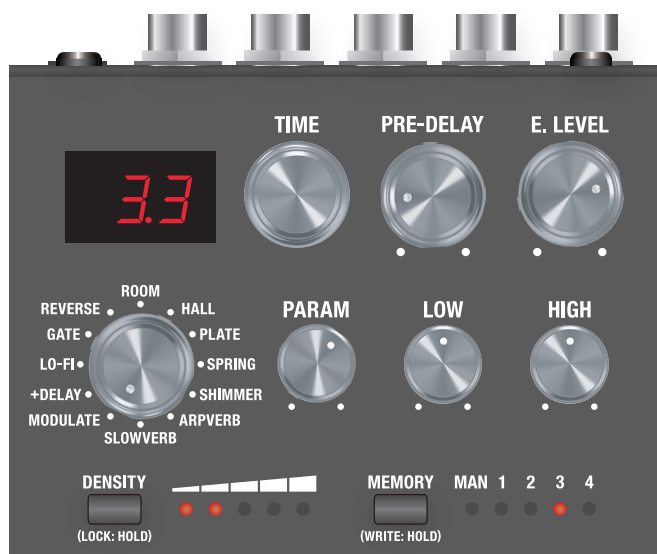 TIME PRE-DELAY E. LEVEL
3.3
ROOM
REVERSE HALL
GATE PLATE
LO-FI SPRING
+DELAY SHIMMER
MODULATE ARPVERB
SLOWVERB
PARAM LOW HIGH
DENSITY
(LOCK: HOLD)
MEMORY MAN 1 2 3 4
(WRITE: HOLD)